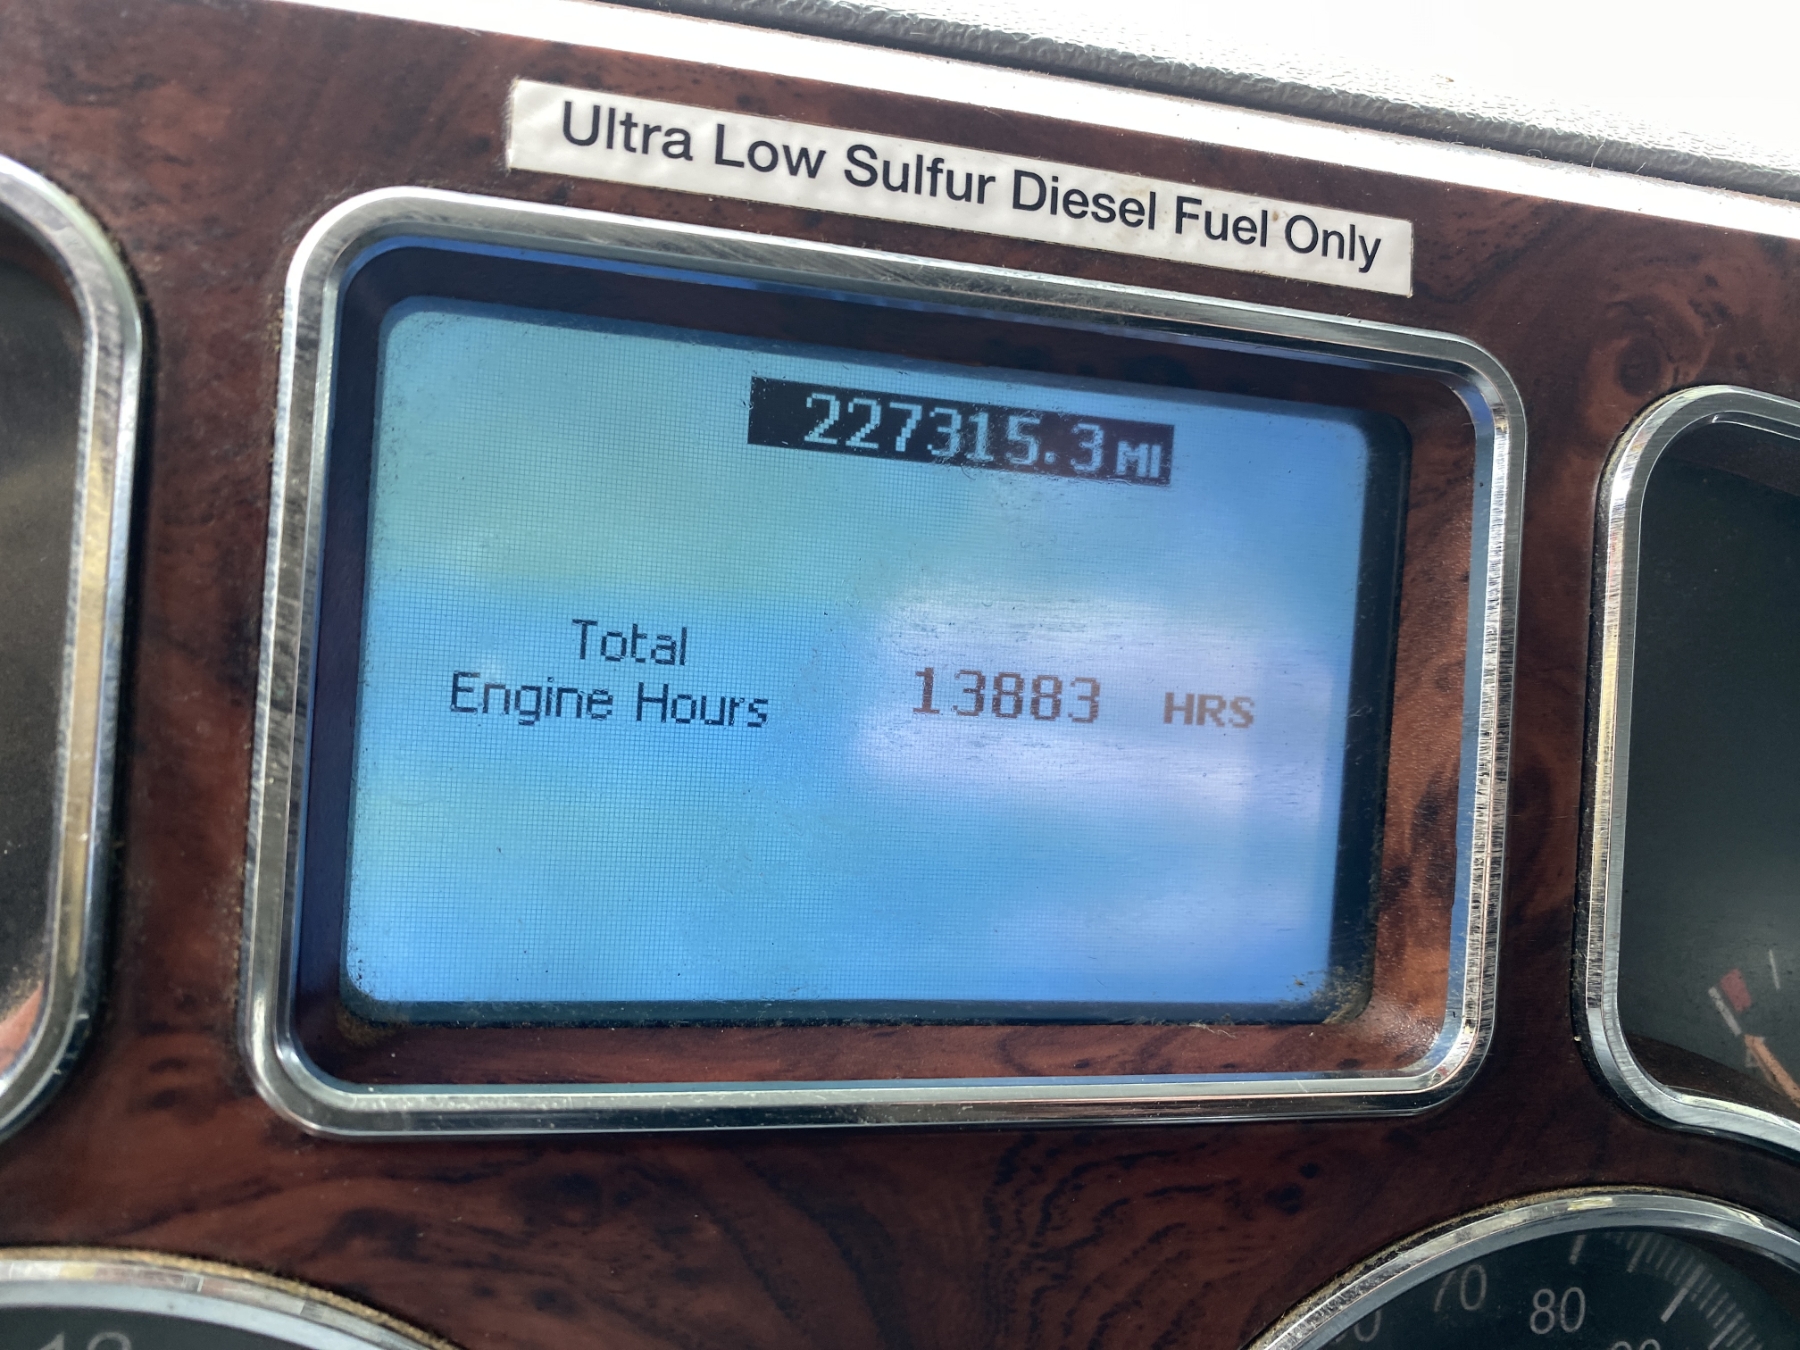 Ultra Low Sulfur Diesel Fuel Only
227315.3 MI
Total
Engine Hours 13883 HRS
70
80